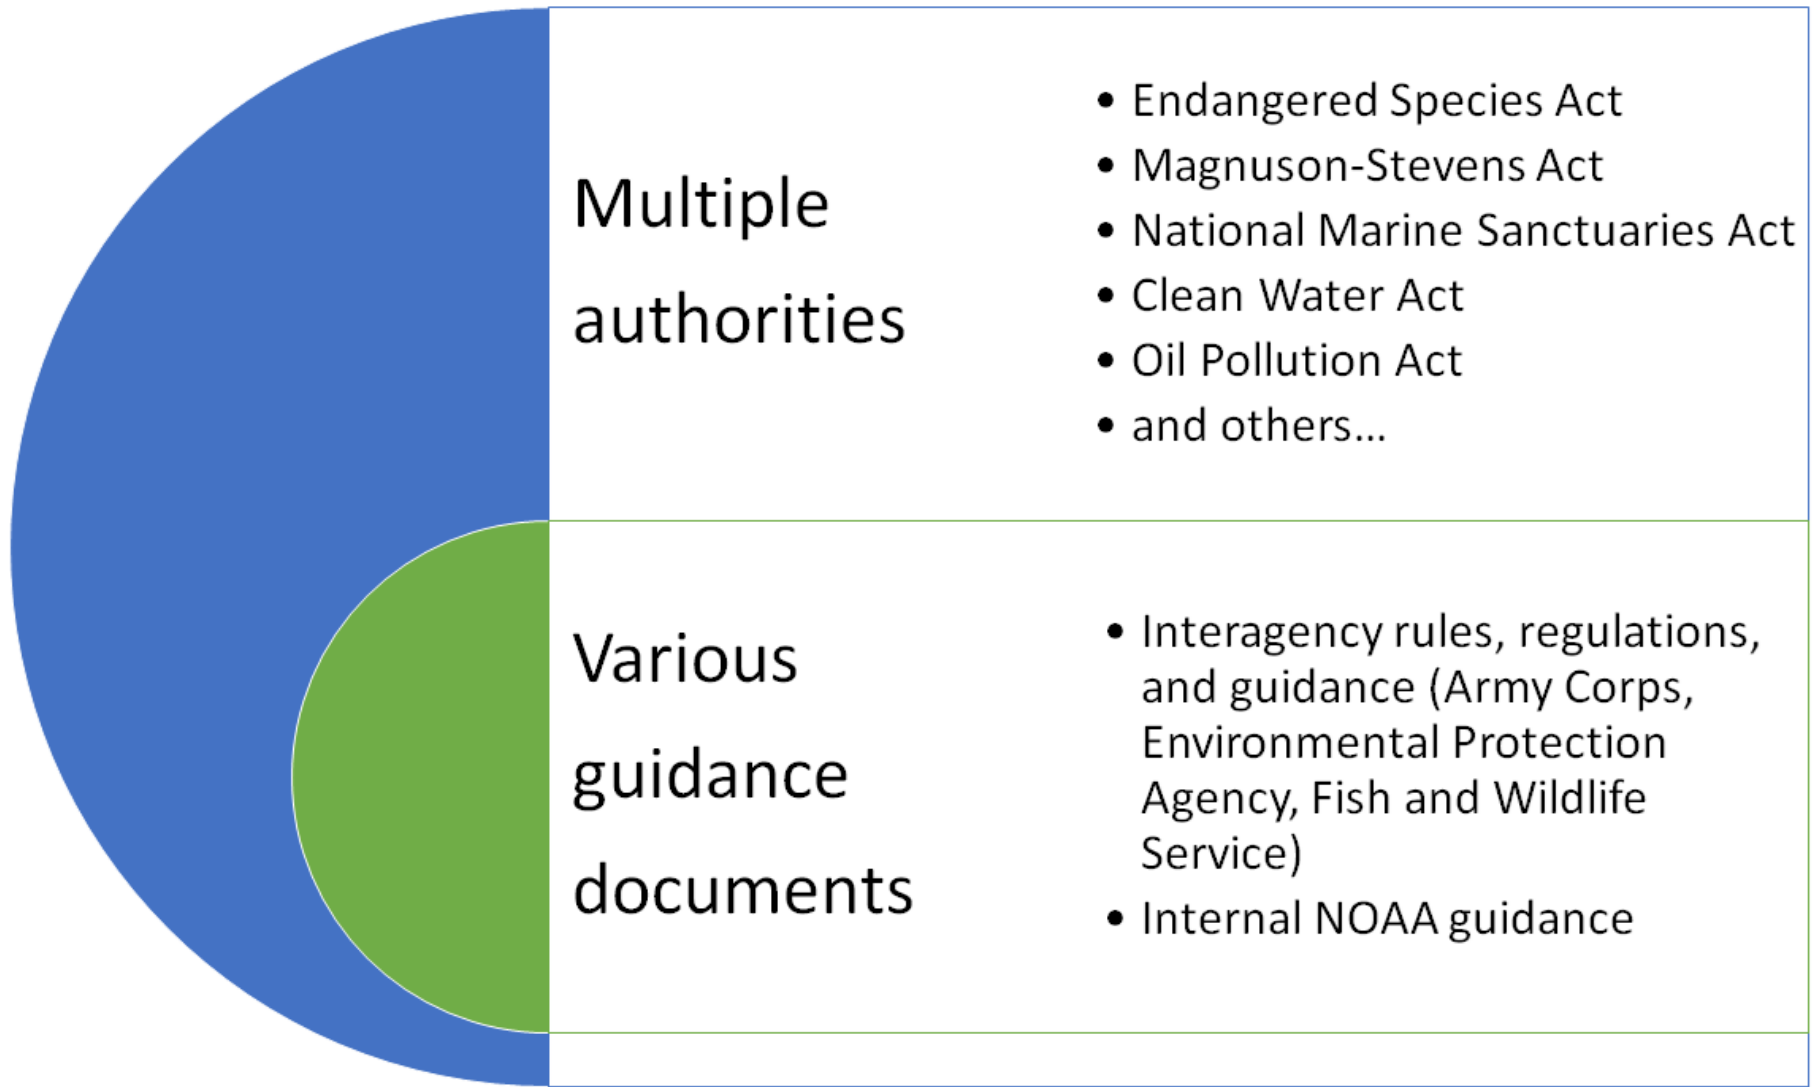 Multiple
authorities
• Endangered Species Act
• Magnuson-Stevens Act
• National Marine Sanctuaries Act
• Clean Water Act
• Oil Pollution Act
• and others...
Various
guidance
documents
• Interagency rules, regulations,
and guidance (Army Corps,
Environmental Protection
Agency, Fish and Wildlife
Service)
• Internal NOAA guidance